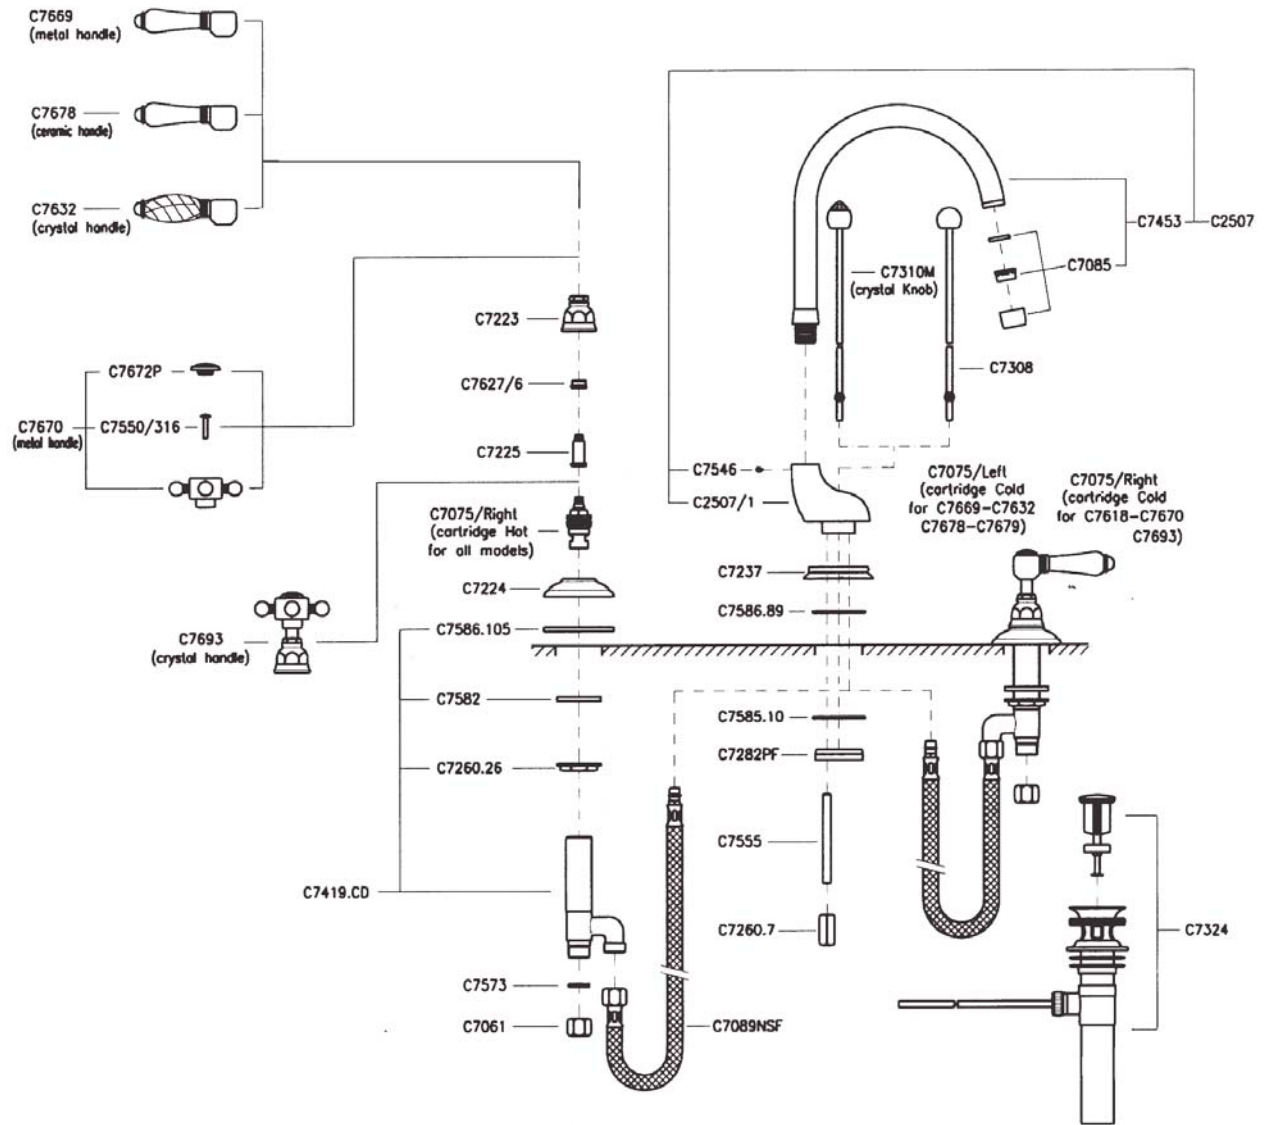 C7669
(metal handle)
C7678
(ceramic handle)
C7632
(crystal handle)
C7223
C7672P
C7627/6
C7670
(metal handle)
C7550/316
C7225
C7075/Right
(cartridge Hot
for all models)
C7224
C7693
(crystal handle)
C7586.105
C7582
C7260.26
C7419.CD
C7573
C7061
C7089NSF
C7453
C2507
C7085
C7310M
(crystal Knob)
C7308
C7546
C2507/1
C7075/Left
(cartridge Cold
for C7669-C7632
C7678-C7679)
C7075/Right
(cartridge Cold
for C7618-C7670
C7693)
C7237
C7586.89
C7585.10
C7282PF
C7555
C7260.7
C7324